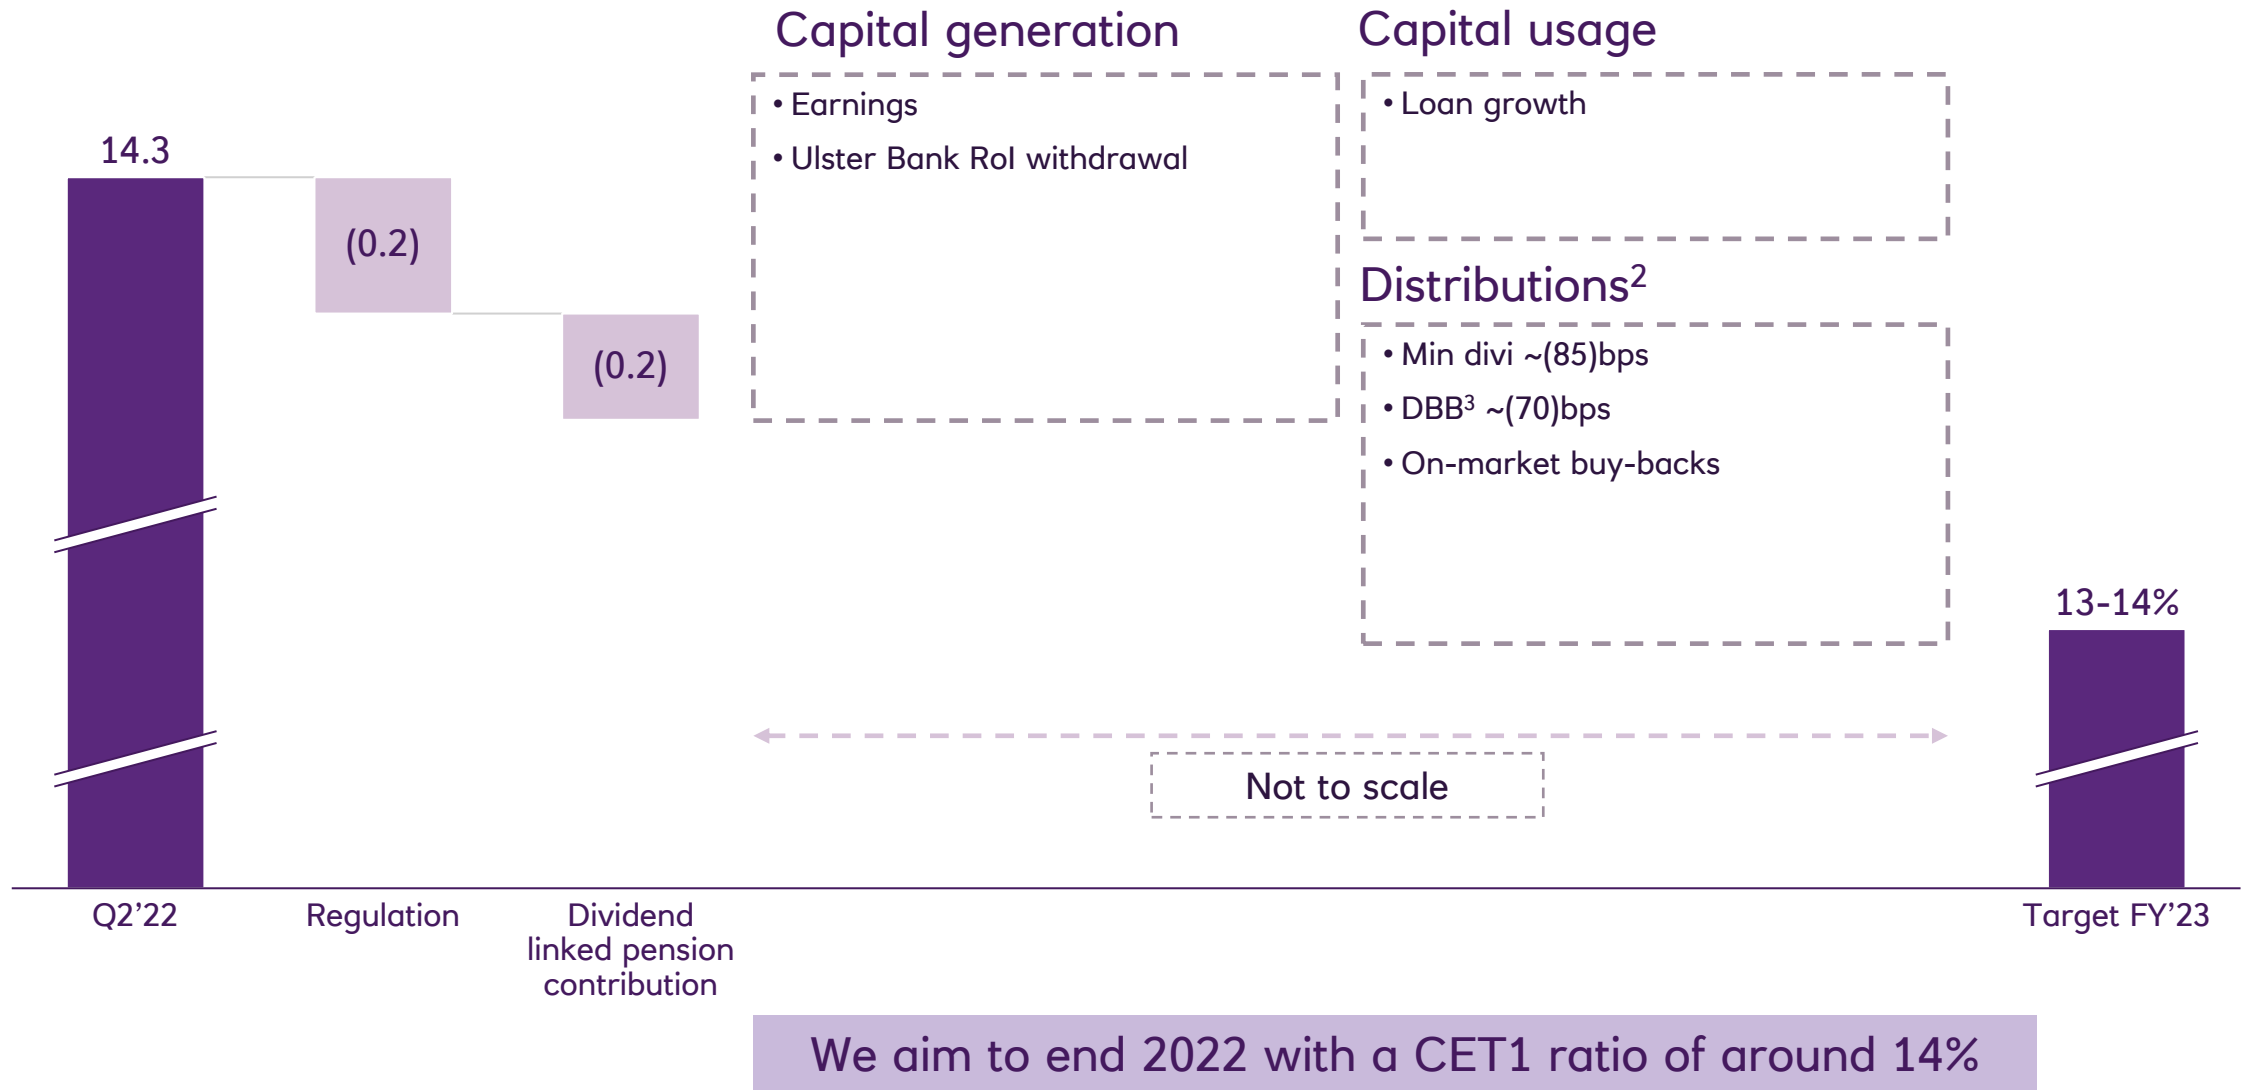 Capital generation
• Earnings
• Ulster Bank RoI withdrawal
Capital usage
• Loan growth
Distributions²
• Min divi ~(85)bps
• DBB³ ~(70)bps
• On-market buy-backs
14.3
(0.2)
(0.2)
13-14%
Not to scale
Q2’22
Regulation
Dividend
linked pension
contribution
Target FY’23
We aim to end 2022 with a CET1 ratio of around 14%